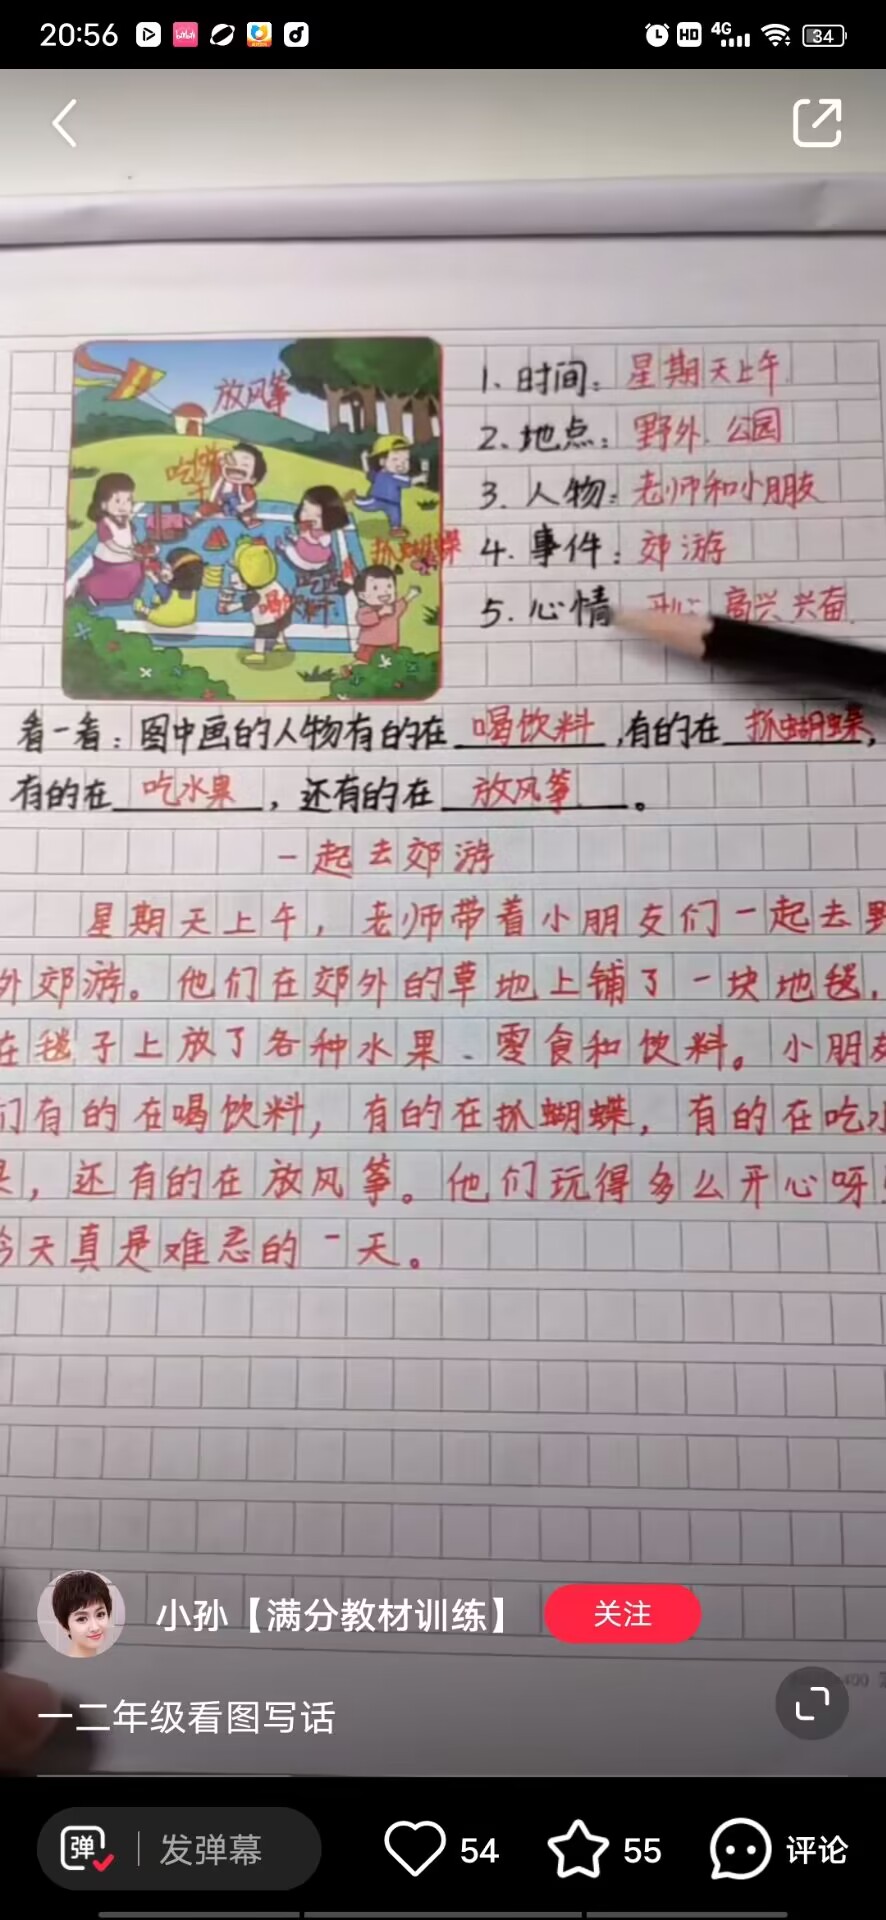 20:56
HD 4G 34
放风筝
抓蝴蝶
喝饮料
1. 时间：星期天上午.
2. 地点：野外. 公园
3. 人物：老师和小朋友
4. 事件：郊游
5. 心情 开心 高兴 兴奋.
看一看：图中画的人物有的在喝饮料,有的在抓蝴蝶,
有的在吃水果，还有的在放风筝。
一起去郊游
星期天上午，老师带着小朋友们一起去野
外郊游。他们在郊外的草地上铺了一块地毯，
在毯子上放了各种水果、零食和饮料。小朋友
们有的在喝饮料，有的在抓蝴蝶，有的在吃水
果，还有的在放风筝。他们玩得多么开心呀！
今天真是难忘的一天。
小孙【满分教材训练】 关注
一二年级看图写话
弹 发弹幕 54 55 评论